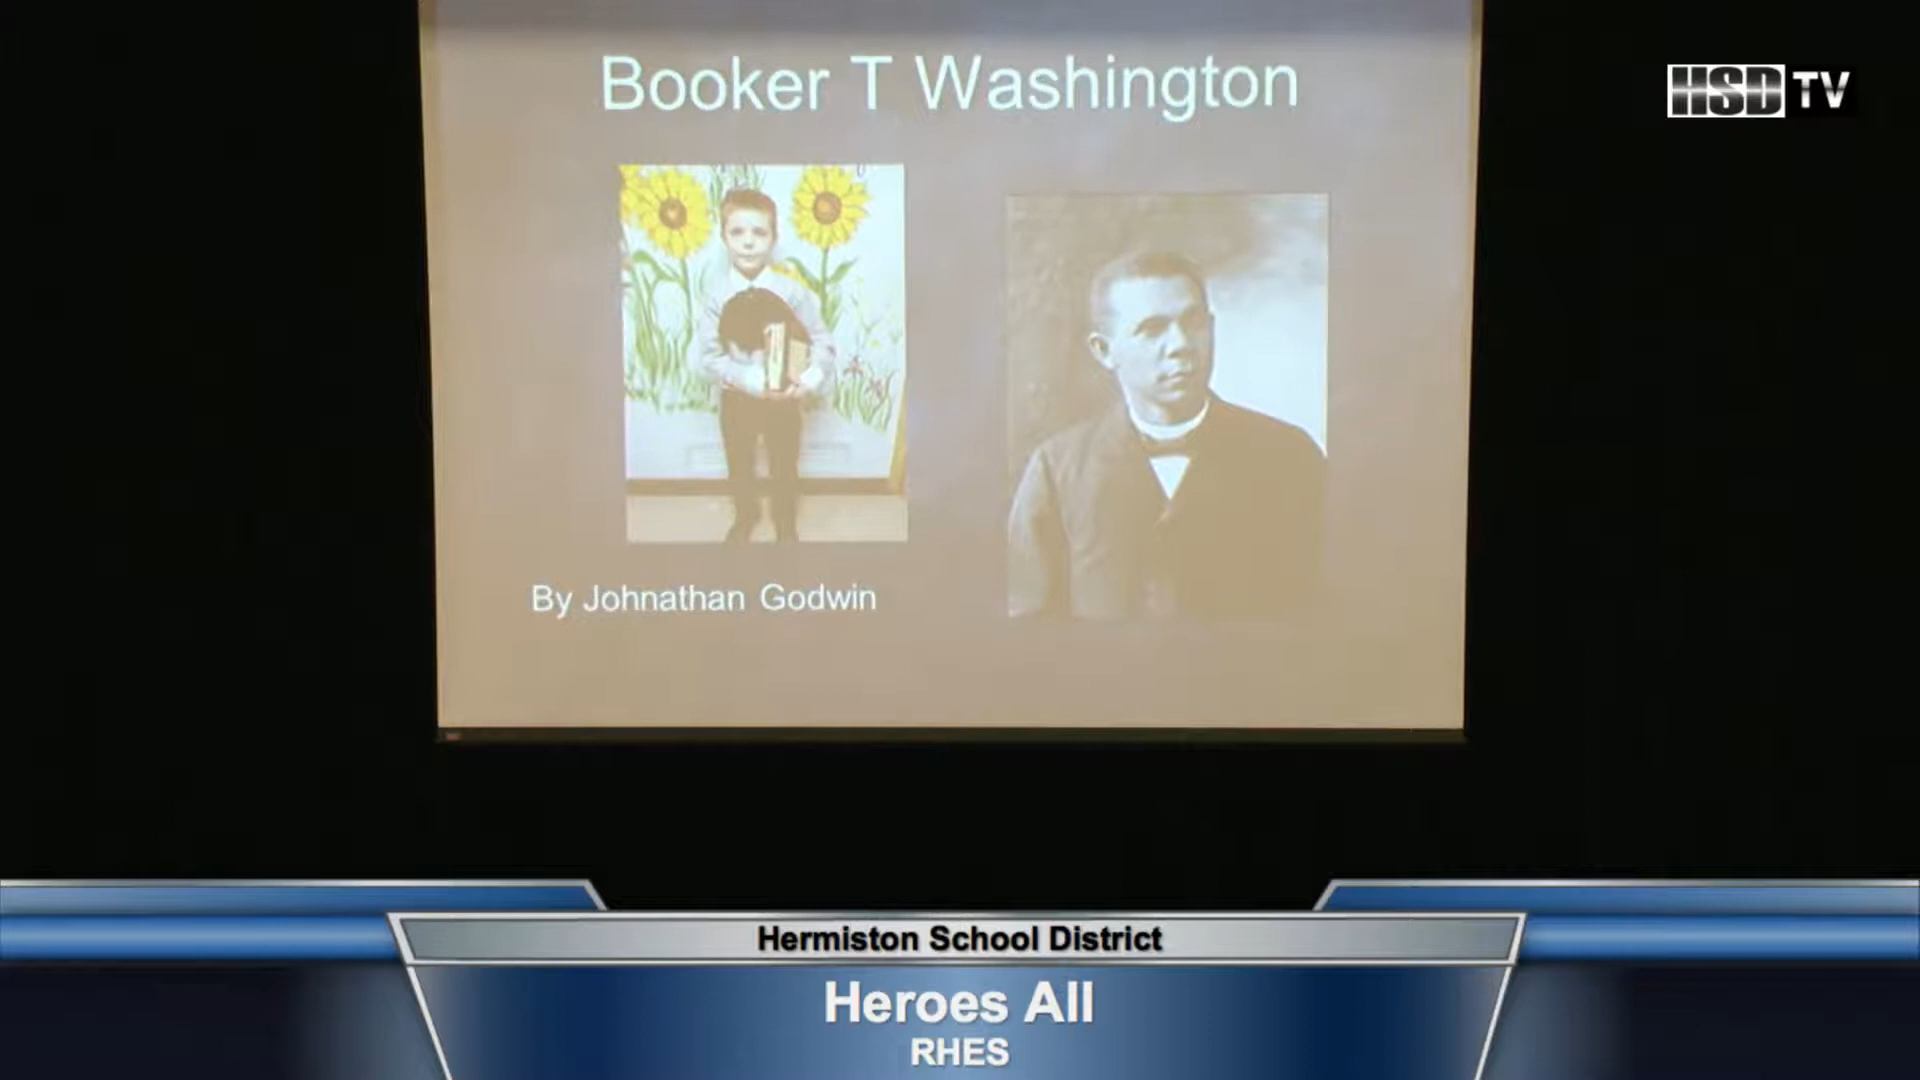 Booker T Washington
HSD TV
By Johnathan Godwin
Hermiston School District
Heroes All
RHES